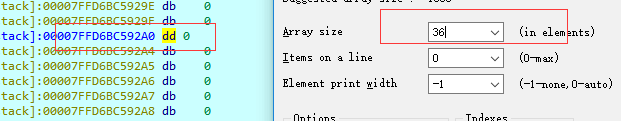 tack]:00007FFD6BC5929E db 0
tack]:00007FFD6BC5929F db 0
tack]:00007FFD6BC592A0 dd 0
tack]:00007FFD6BC592A4 db 0
tack]:00007FFD6BC592A5 db 0
tack]:00007FFD6BC592A6 db 0
tack]:00007FFD6BC592A7 db 0
tack]:00007FFD6BC592A8 db 0
Array size 36 (in elements)
Items on a line 0 (0-max)
Element print width -1 (-1-none,0-auto)
Options Indexes